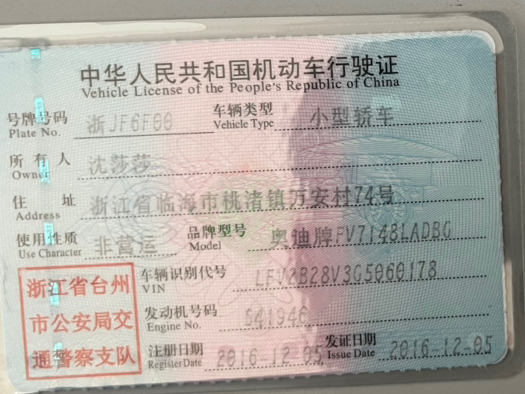 中华人民共和国机动车行驶证
Vehicle License of the People's Republic of China
号牌号码 浙JF6F00 车辆类型 小型轿车
Plate No. Vehicle Type
所有人 沈莎莎
Owner
住址 浙江省临海市桃渚镇万安村74号
Address
使用性质 非营运 品牌型号 奥迪牌FV7148LADBG
Use Character Model
浙江省台州 车辆识别代号 LFV2B28V3G5060178
VIN
市公安局交 发动机号码 S41946
Engine No.
通警察支队 注册日期 2016-12-05 发证日期 2016-12-05
Register Date Issue Date